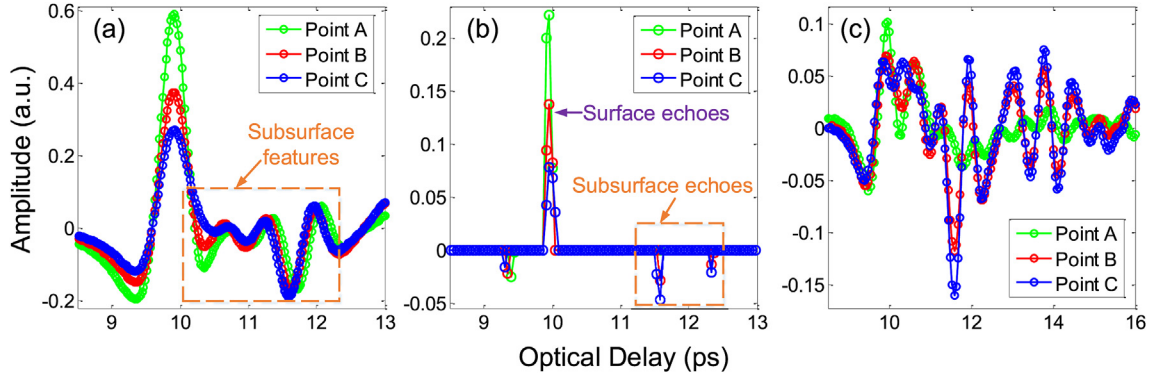 (a)
Point A
Point B
Point C
Subsurface
features
0.6
0.4
0.2
0
-0.2
9
10
11
12
13
Amplitude (a.u.)
(b)
Point A
Point B
Point C
Surface echoes
Subsurface echoes
0.2
0.15
0.1
0.05
0
-0.05
9
10
11
12
13
Optical Delay (ps)
(c)
0.1
0.05
0
-0.05
-0.1
-0.15
Point A
Point B
Point C
10
12
14
16